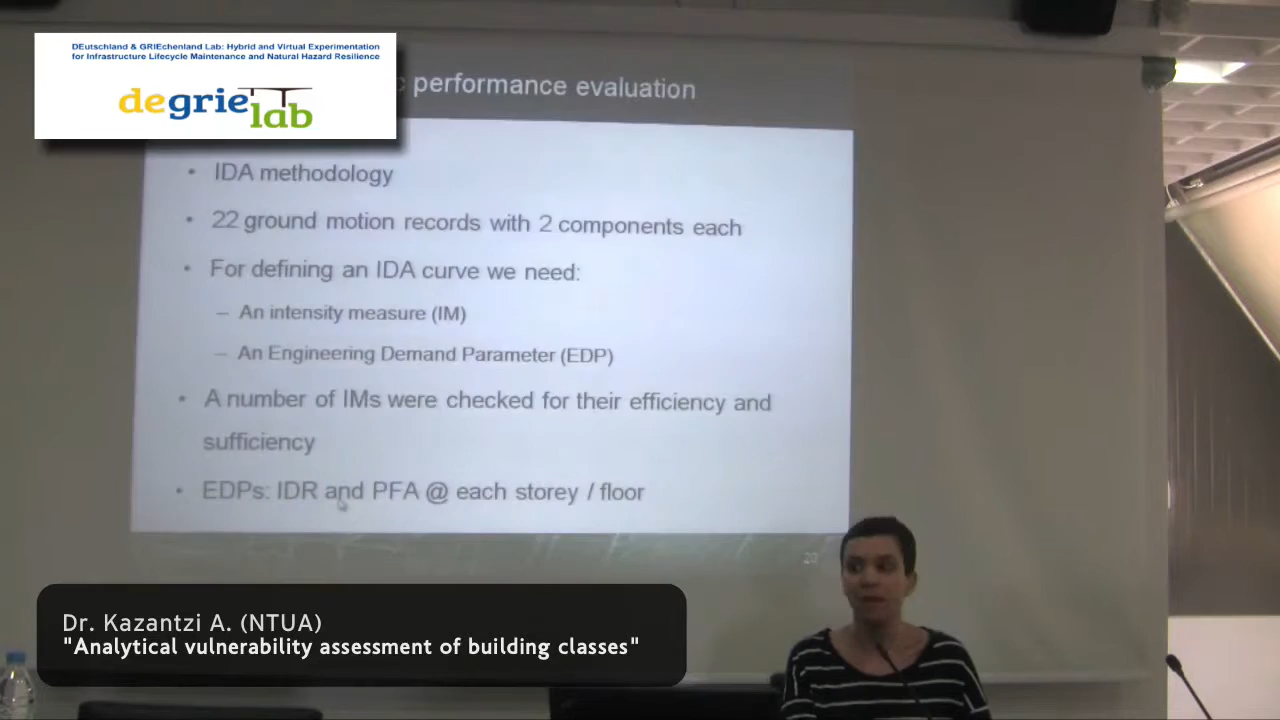 DEutschland & GRIEchenland Lab: Hybrid and Virtual Experimentation
for Infrastructure Lifecycle Maintenance and Natural Hazard Resilience
degrie lab
performance evaluation
• IDA methodology
• 22 ground motion records with 2 components each
• For defining an IDA curve we need:
– An intensity measure (IM)
– An Engineering Demand Parameter (EDP)
• A number of IMs were checked for their efficiency and
sufficiency
• EDPs: IDR and PFA @ each storey / floor
20
Dr. Kazantzi A. (NTUA)
"Analytical vulnerability assessment of building classes"